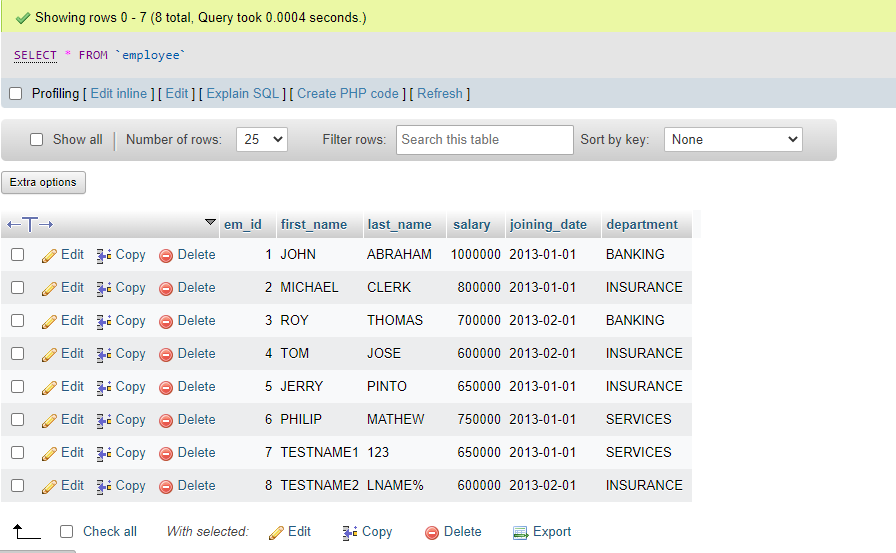 Showing rows 0 - 7 (8 total, Query took 0.0004 seconds.)
SELECT * FROM `employee`
Profiling [ Edit inline ] [ Edit ] [ Explain SQL ] [ Create PHP code ] [ Refresh ]
Show all | Number of rows: 25 Filter rows: Search this table Sort by key: None
Extra options
←T→ em_id first_name last_name salary joining_date department
Edit Copy Delete 1 JOHN ABRAHAM 1000000 2013-01-01 BANKING
Edit Copy Delete 2 MICHAEL CLERK 800000 2013-01-01 INSURANCE
Edit Copy Delete 3 ROY THOMAS 700000 2013-02-01 BANKING
Edit Copy Delete 4 TOM JOSE 600000 2013-02-01 INSURANCE
Edit Copy Delete 5 JERRY PINTO 650000 2013-01-01 INSURANCE
Edit Copy Delete 6 PHILIP MATHEW 750000 2013-01-01 SERVICES
Edit Copy Delete 7 TESTNAME1 123 650000 2013-01-01 SERVICES
Edit Copy Delete 8 TESTNAME2 LNAME% 600000 2013-02-01 INSURANCE
Check all With selected: Edit Copy Delete Export